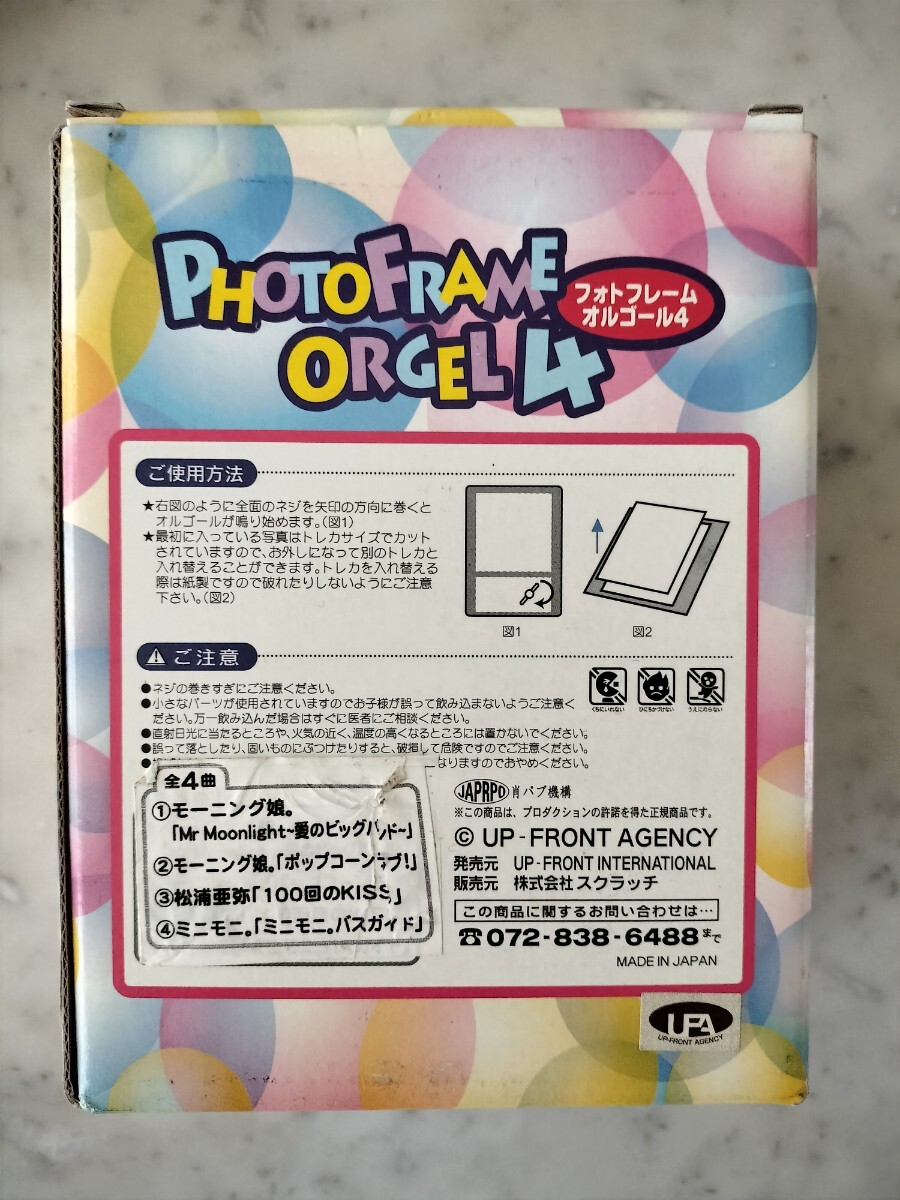 PHOTOFRAME
ORGEL4
フォトフレーム
オルゴール4
ご使用方法
★右図のように全面のネジを矢印の方向に巻くと
オルゴールが鳴り始めます。(図1)
★最初に入っている写真はトレカサイズでカット
されていますので、お外しになって別のトレカと
入れ替えることができます。トレカを入れ替える
際は紙製ですので破れたりしないようにご注意
下さい。(図2)
図1
図2
ご注意
●ネジの巻きすぎにご注意ください。
●小さなパーツが使用されていますのでお子様が誤って飲み込まないようご注意く
ださい。万一飲み込んだ場合はすぐに医者にご相談ください。
●直射日光に当たるところや、火気の近く、温度の高くなるところには置かないでください。
●誤って落としたり、固いものにぶつけたりすると、破損して危険ですのでご注意ください。
なりますのでおやめください。
くちにいれない
ひにちかづけない
うえにのらない
全4曲
①モーニング娘。
「Mr Moonlight~愛のビッグバンド~」
②モーニング娘。「ポップコーンラブ!」
③松浦亜弥「100回のKISS」
④ミニモニ。「ミニモニ。バスガイド」
JAPRPO 肖パブ機構
※この商品は、プロダクションの許諾を得た正規商品です。
© UP-FRONT AGENCY
発売元 UP-FRONT INTERNATIONAL
販売元 株式会社スクラッチ
この商品に関するお問い合わせは…
☎072-838-6488まで
MADE IN JAPAN
UFA
UP-FRONT AGENCY